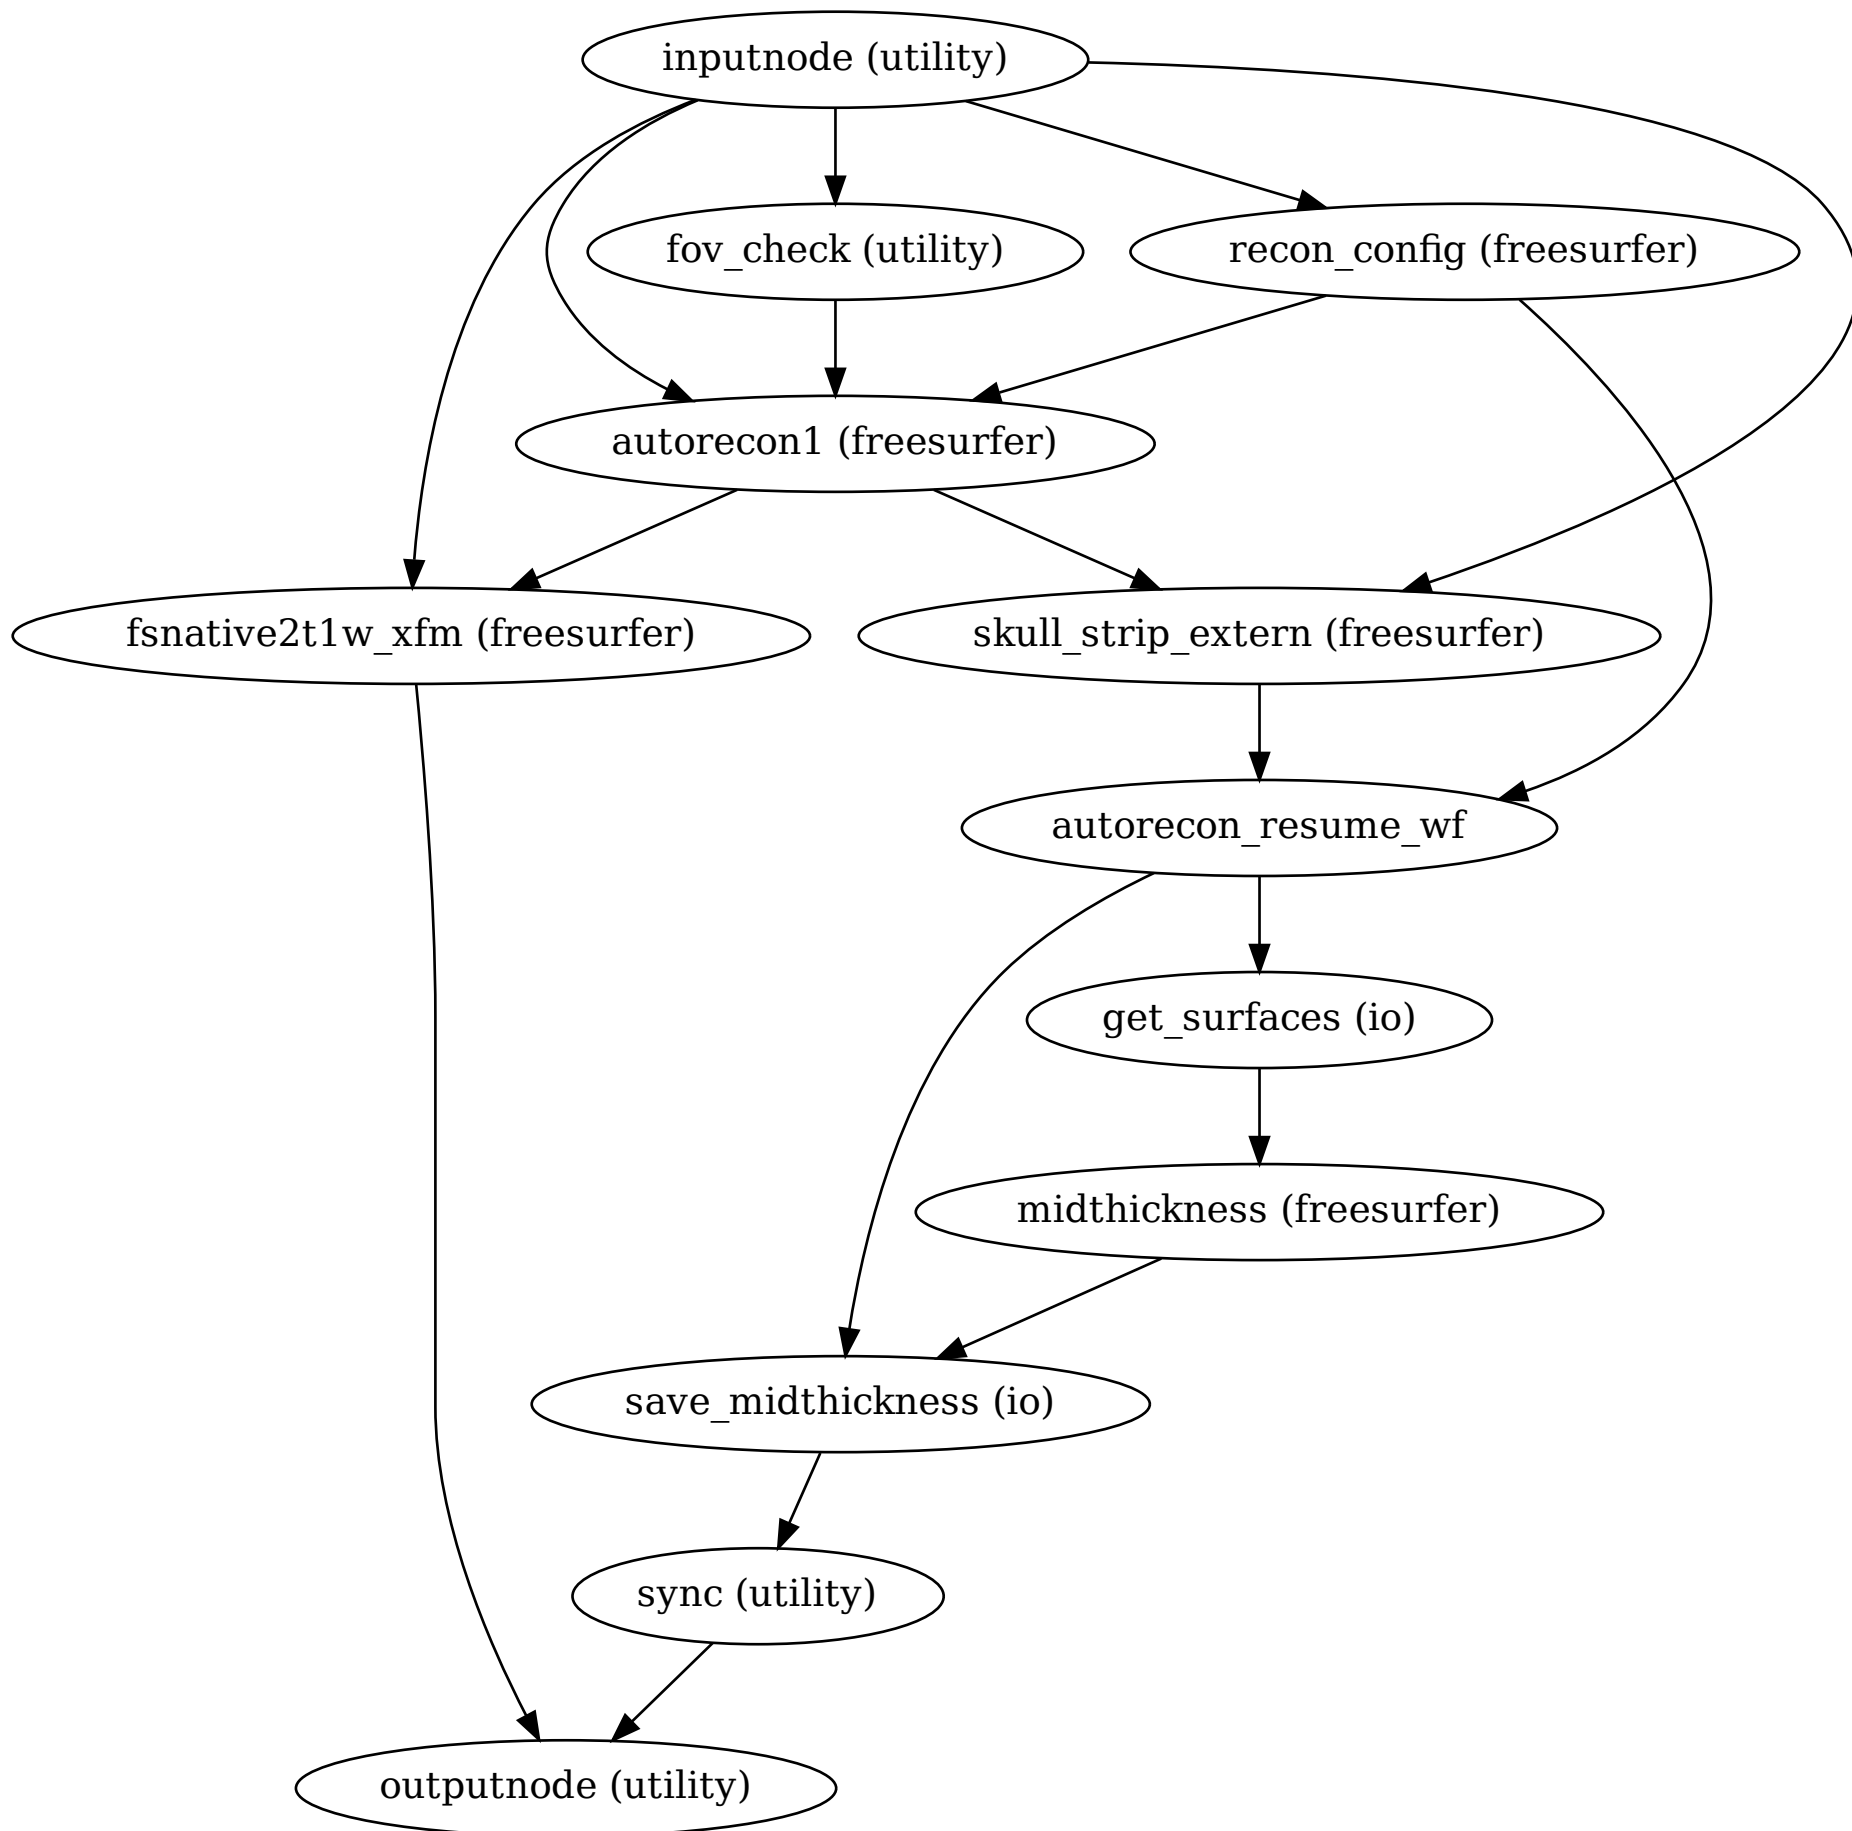 inputnode (utility)
fov_check (utility)
recon_config (freesurfer)
autorecon1 (freesurfer)
fsnative2t1w_xfm (freesurfer)
skull_strip_extern (freesurfer)
autorecon_resume_wf
get_surfaces (io)
midthickness (freesurfer)
save_midthickness (io)
sync (utility)
outputnode (utility)